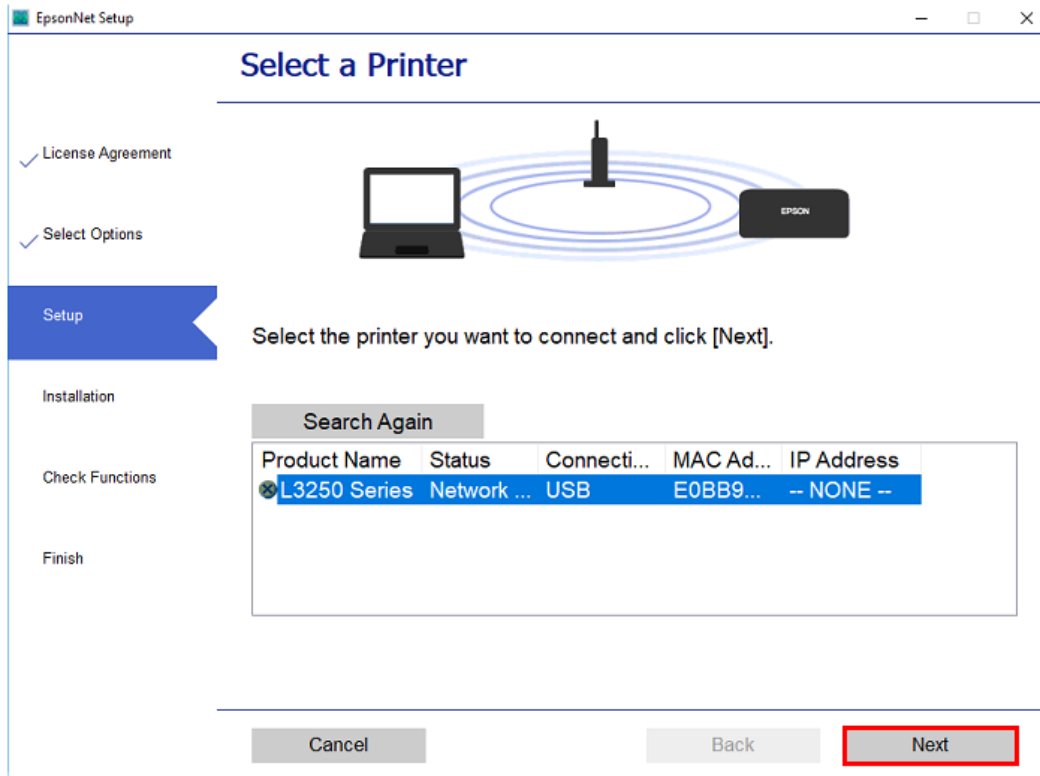 EpsonNet Setup
Select a Printer
License Agreement
Select Options
Setup
Installation
Check Functions
Finish
EPSON
Select the printer you want to connect and click [Next].
Search Again
Product Name Status Connecti... MAC Ad... IP Address
L3250 Series Network ... USB E0BB9... -- NONE --
Cancel Back Next